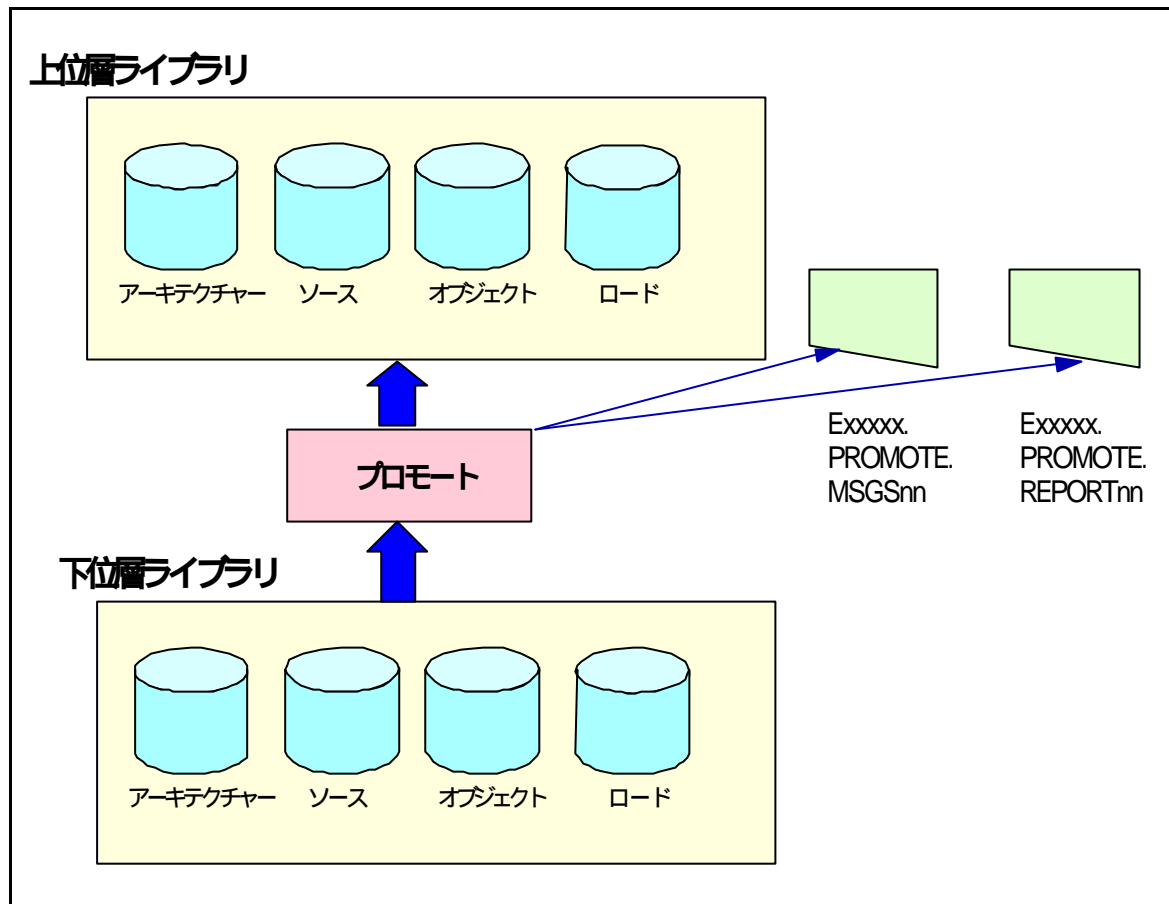 上位層ライブラリ
アーキテクチャー
ソース
オブジェクト
ロード
Exxxxx.
PROMOTE.
MSGSnn
Exxxxx.
PROMOTE.
REPORTnn
プロモート
下位層ライブラリ
アーキテクチャー
ソース
オブジェクト
ロード